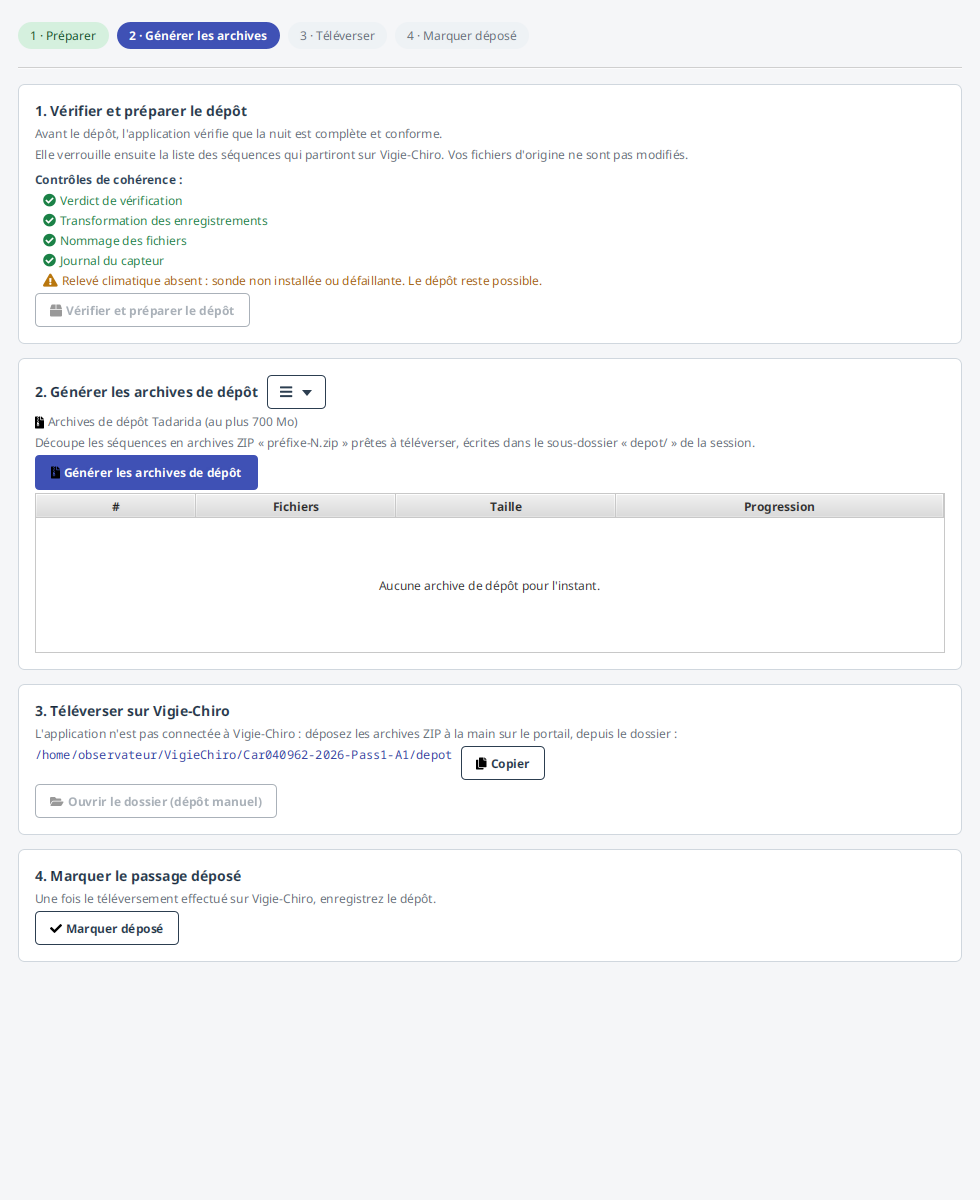 1 · Préparer
2 · Générer les archives
3 · Téléverser
4 · Marquer déposé
1. Vérifier et préparer le dépôt
Avant le dépôt, l'application vérifie que la nuit est complète et conforme.
Elle verrouille ensuite la liste des séquences qui partiront sur Vigie-Chiro. Vos fichiers d'origine ne sont pas modifiés.
Contrôles de cohérence :
Verdict de vérification
Transformation des enregistrements
Nommage des fichiers
Journal du capteur
Relevé climatique absent : sonde non installée ou défaillante. Le dépôt reste possible.
Vérifier et préparer le dépôt
2. Générer les archives de dépôt
Archives de dépôt Tadarida (au plus 700 Mo)
Découpe les séquences en archives ZIP « préfixe-N.zip » prêtes à téléverser, écrites dans le sous-dossier « depot/ » de la session.
Générer les archives de dépôt
# Fichiers Taille Progression
Aucune archive de dépôt pour l'instant.
3. Téléverser sur Vigie-Chiro
L'application n'est pas connectée à Vigie-Chiro : déposez les archives ZIP à la main sur le portail, depuis le dossier :
/home/observateur/VigieChiro/Car040962-2026-Pass1-A1/depot Copier
Ouvrir le dossier (dépôt manuel)
4. Marquer le passage déposé
Une fois le téléversement effectué sur Vigie-Chiro, enregistrez le dépôt.
Marquer déposé